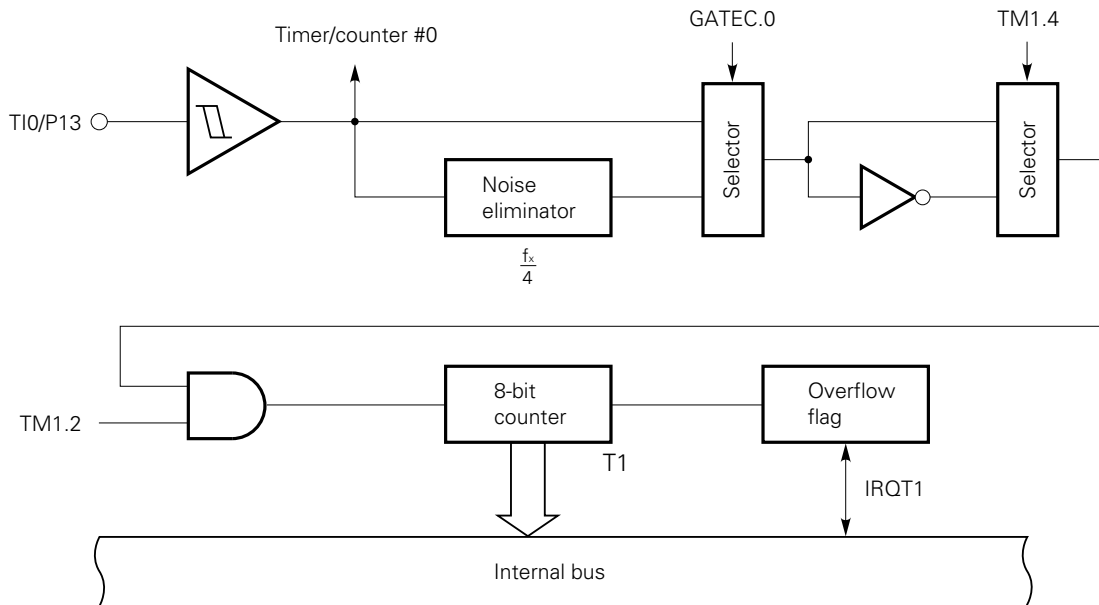 GATEC.0
TM1.4
Timer/counter #0
TI0/P13
Noise
eliminator
fx
4
Selector
Selector
TM1.2
8-bit
counter
T1
Overflow
flag
IRQT1
Internal bus